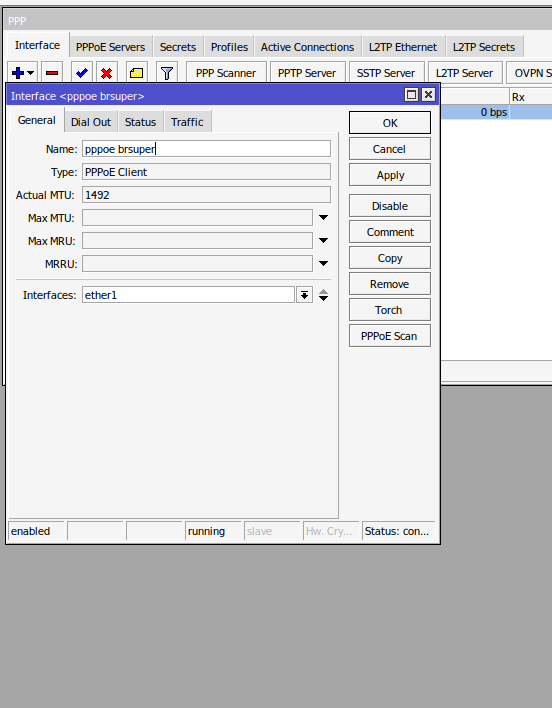 PPP
Interface PPPoE Servers Secrets Profiles Active Connections L2TP Ethernet L2TP Secrets
PPP Scanner PPTP Server SSTP Server L2TP Server OVPN S
Rx
0 bps
Interface <pppoe brsuper>
General Dial Out Status Traffic
Name: pppoe brsuper
Type: PPPoE Client
Actual MTU: 1492
Max MTU:
Max MRU:
MRRU:
Interfaces: ether1
OK
Cancel
Apply
Disable
Comment
Copy
Remove
Torch
PPPoE Scan
enabled running slave Hw. Cry... Status: con...